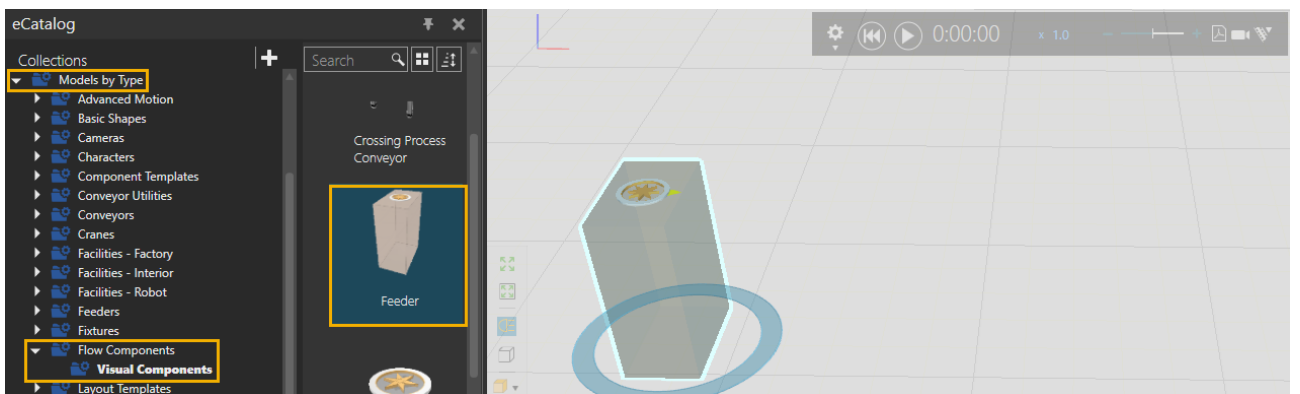 eCatalog
Collections
Models by Type
Advanced Motion
Basic Shapes
Cameras
Characters
Component Templates
Conveyor Utilities
Conveyors
Cranes
Facilities - Factory
Facilities - Interior
Facilities - Robot
Feeders
Fixtures
Flow Components
Visual Components
Layout Templates
Search
Crossing Process
Conveyor
Feeder
0:00:00 x 1.0